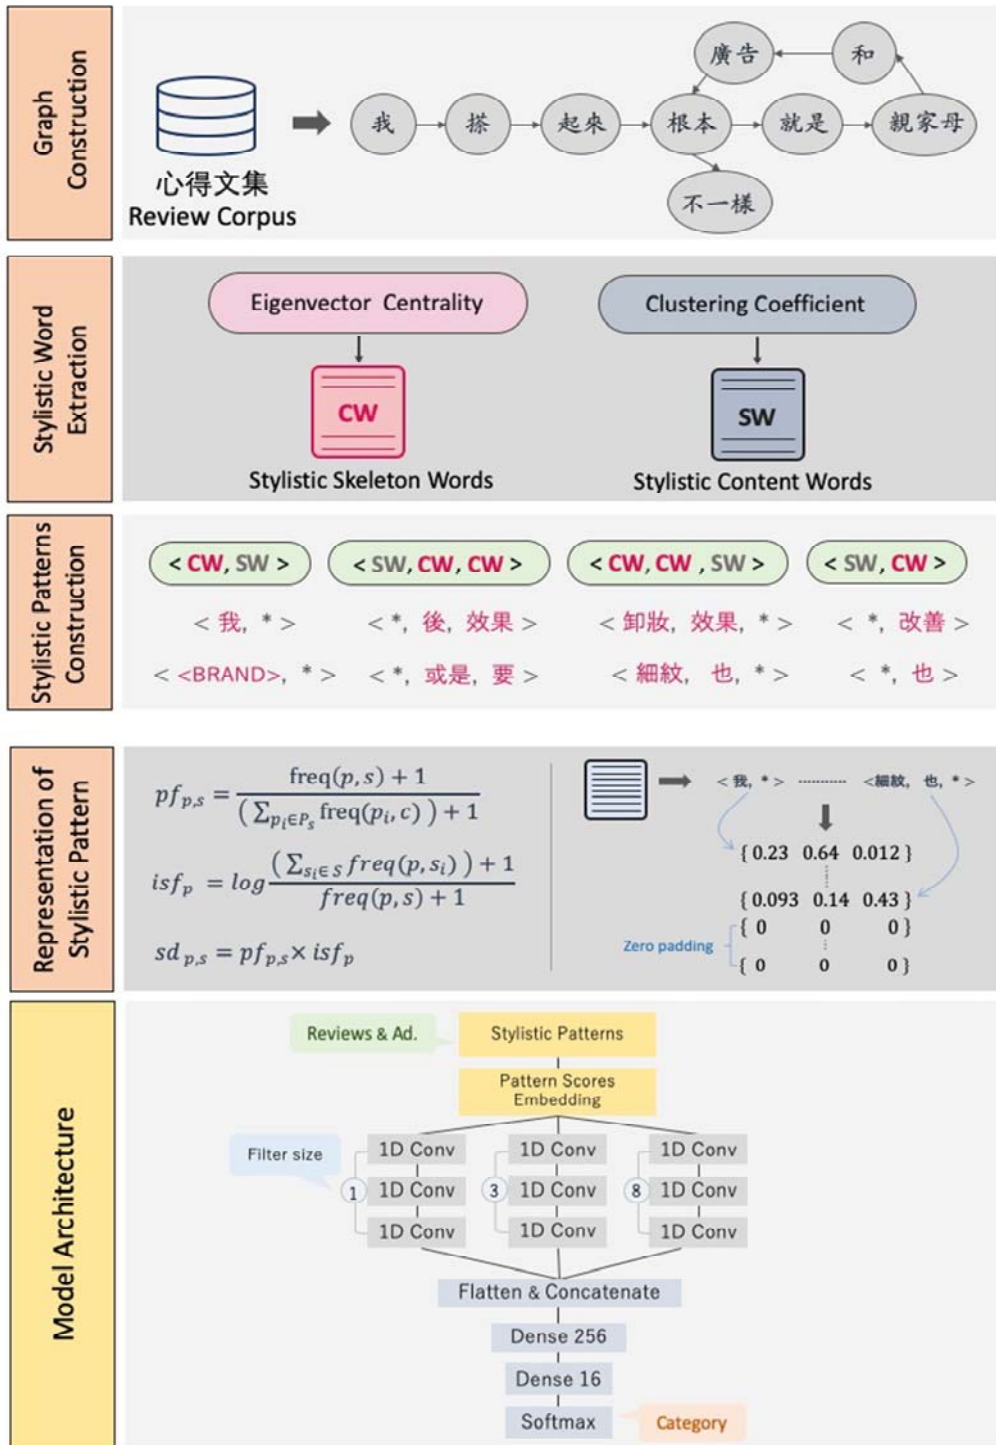 Graph
Construction
心得文集
Review Corpus
我
搽
起來
根本
就是
親家母
和
廣告
不一樣
Stylistic Word
Extraction
Eigenvector Centrality
CW
Stylistic Skeleton Words
Clustering Coefficient
SW
Stylistic Content Words
Stylistic Patterns
Construction
< CW, SW >
< SW, CW, CW >
< CW, CW , SW >
< SW, CW >
< 我, * >
< *, 後, 效果 >
< 卸妝, 效果, * >
< *, 改善 >
< <BRAND>, * >
< *, 或是, 要 >
< 細紋, 也, * >
< *, 也 >
Representation of
Stylistic Pattern
pf_{p,s} = \frac{freq(p, s) + 1}{( \sum_{p_i \in P_s} freq(p_i, c) ) + 1}
isf_p = log \frac{( \sum_{s_i \in S} freq(p, s_i) ) + 1}{freq(p, s) + 1}
sd_{p,s} = pf_{p,s} × isf_p
< 我, * > ---------- <細紋, 也, * >
{ 0.23 0.64 0.012 }
{ 0.093 0.14 0.43 }
{ 0 0 0 }
Zero padding
{ 0 0 0 }
Model Architecture
Reviews & Ad.
Stylistic Patterns
Pattern Scores
Embedding
Filter size
1D Conv
1D Conv
1D Conv
1
1D Conv
3
1D Conv
8
1D Conv
1D Conv
1D Conv
1D Conv
Flatten & Concatenate
Dense 256
Dense 16
Softmax
Category